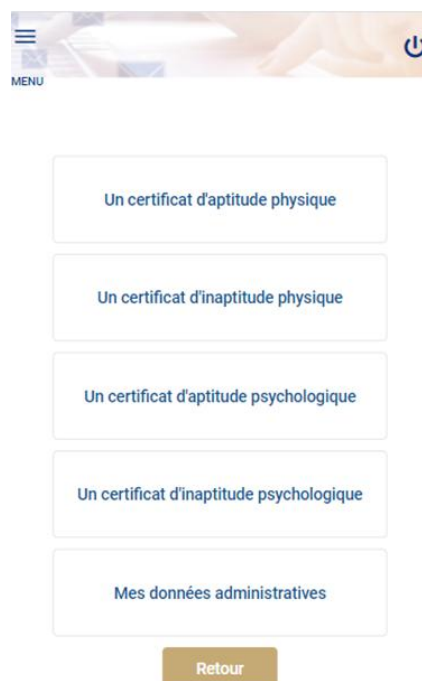 MENU
Un certificat d'aptitude physique
Un certificat d'inaptitude physique
Un certificat d'aptitude psychologique
Un certificat d'inaptitude psychologique
Mes données administratives
Retour